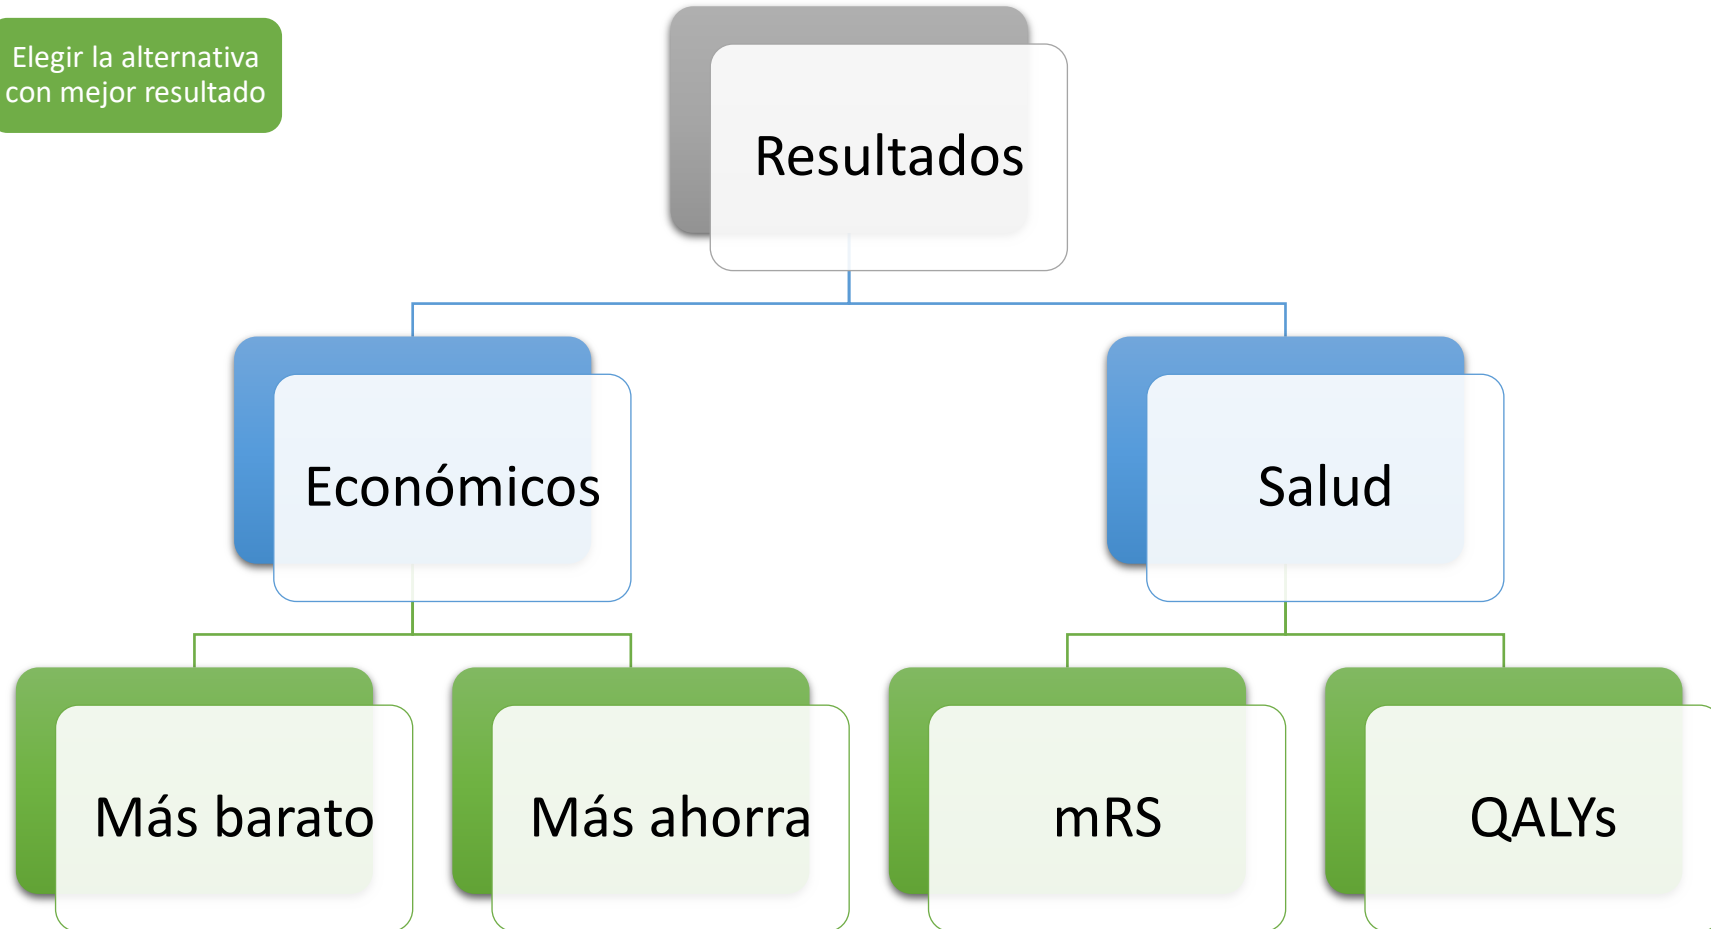 Elegir la alternativa
con mejor resultado
Resultados
Económicos
Salud
Más barato
Más ahorra
mRS
QALYs